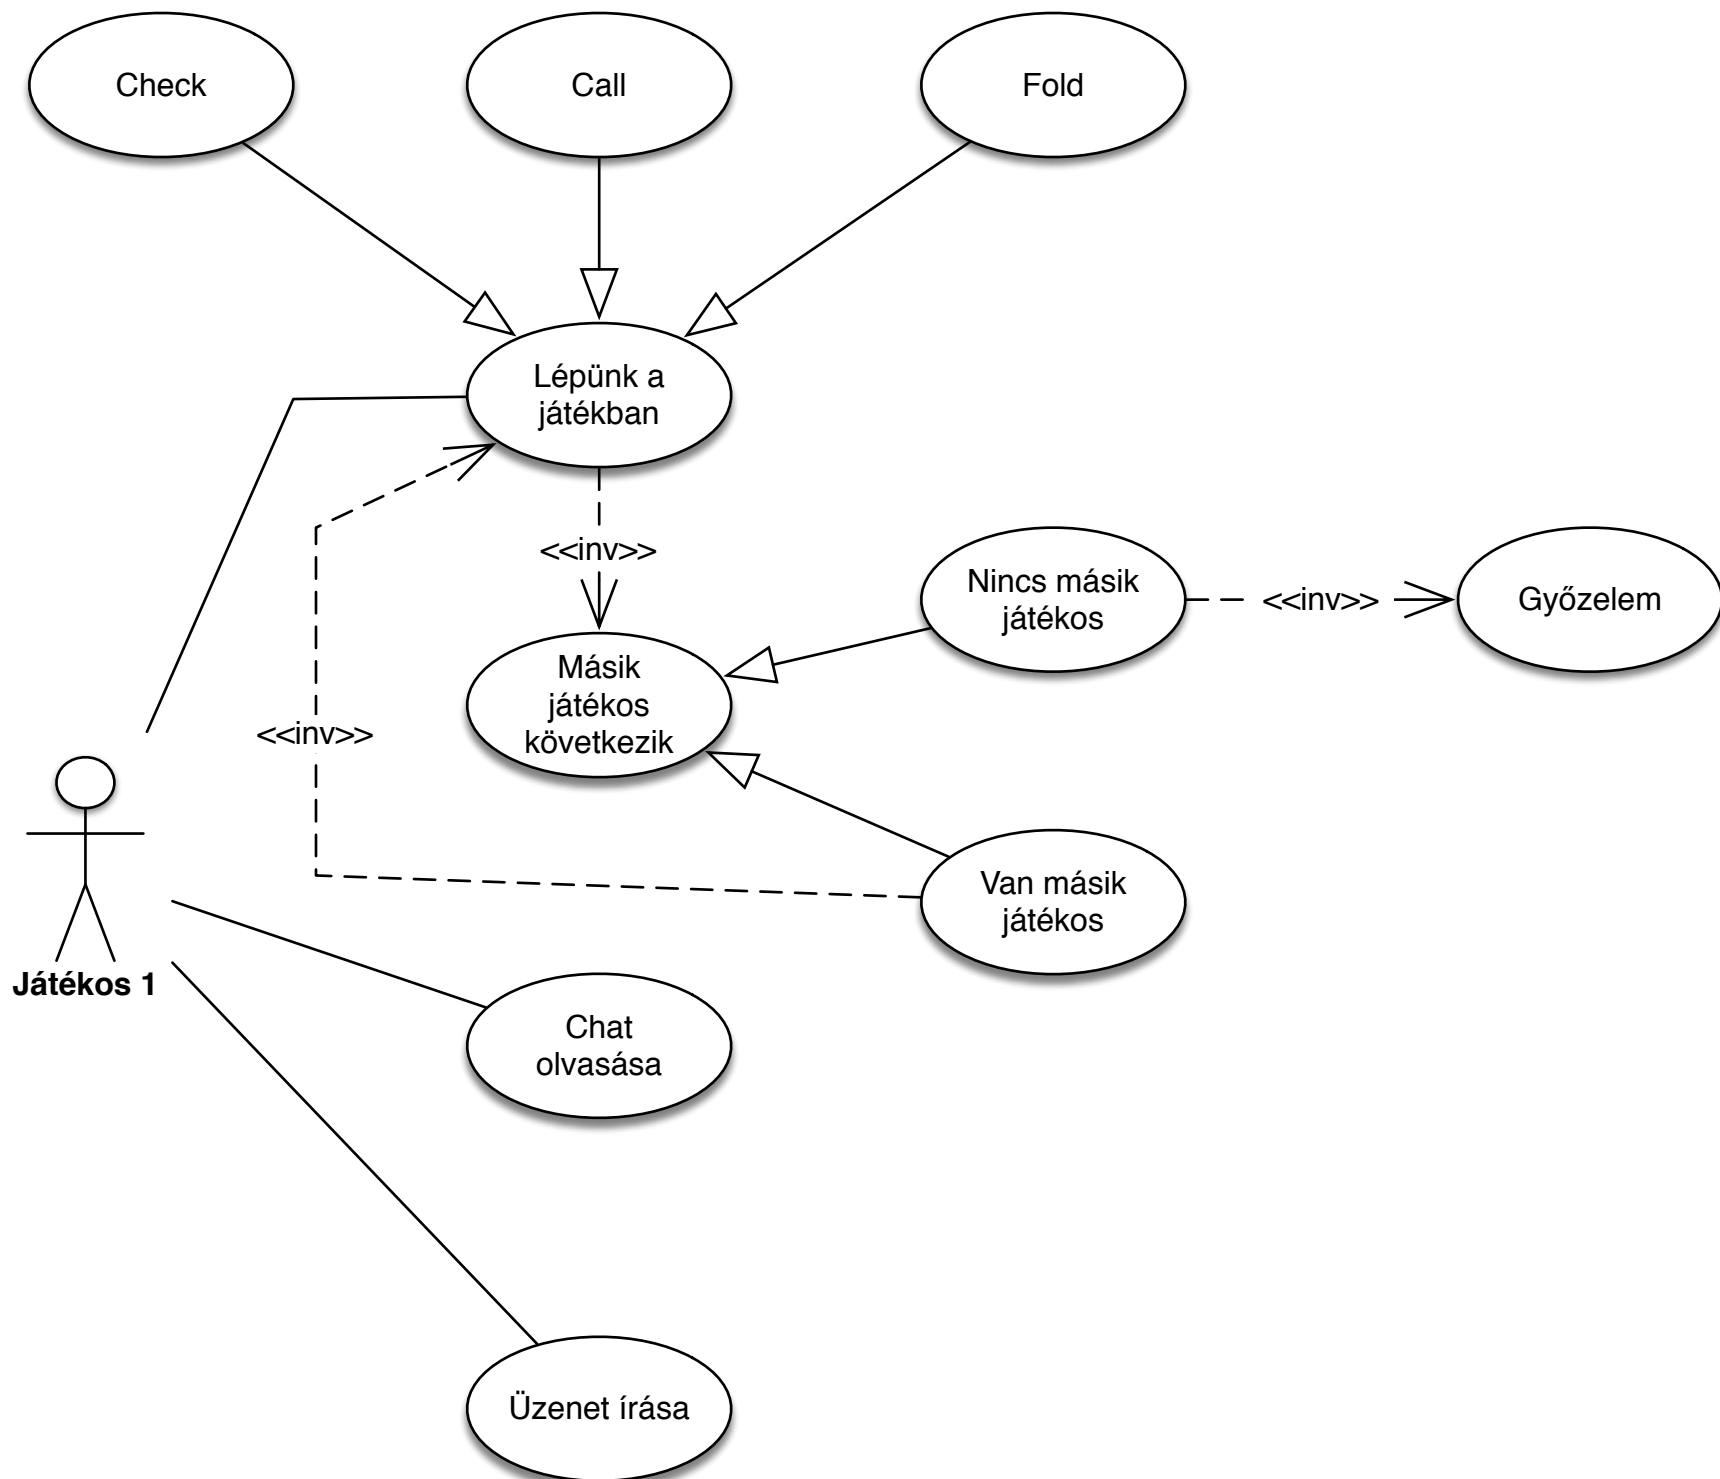 Check
Call
Fold
Lépünk a
játékban
<<inv>>
Nincs másik
játékos
<<inv>>
Győzelem
Másik
játékos
következik
<<inv>>
Van másik
játékos
Játékos 1
Chat
olvasása
Üzenet írása